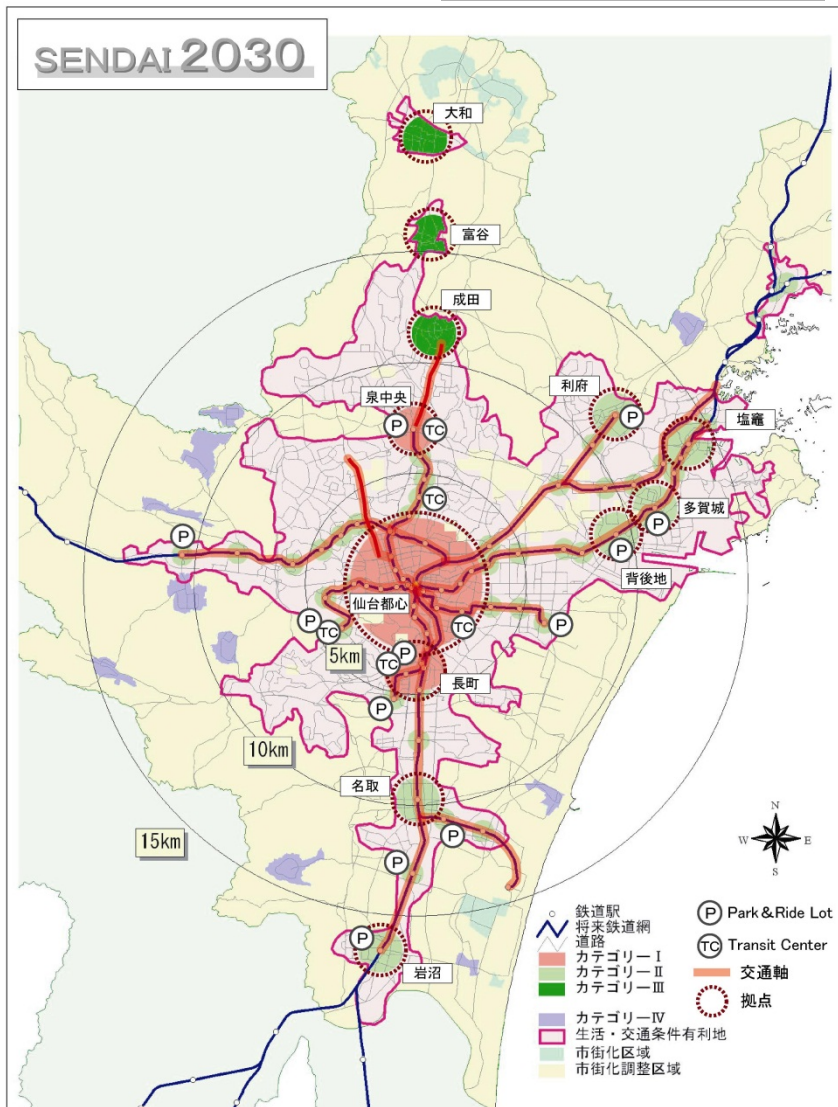 SENDAI 2030
大和
富谷
成田
泉中央
利府
P
P
TC
塩竈
TC
多賀城
P
P
P
背後地
仙台都心
P
TC
TC
P
5km
P
TC
長町
P
10km
名取
15km
P
P
N
W E
S
P
岩沼
鉄道駅
将来鉄道網
道路
カテゴリーⅠ
カテゴリーⅡ
カテゴリーⅢ
カテゴリーⅣ
生活・交通条件有利地
市街化区域
市街化調整区域
P Park&Ride Lot
TC Transit Center
交通軸
拠点